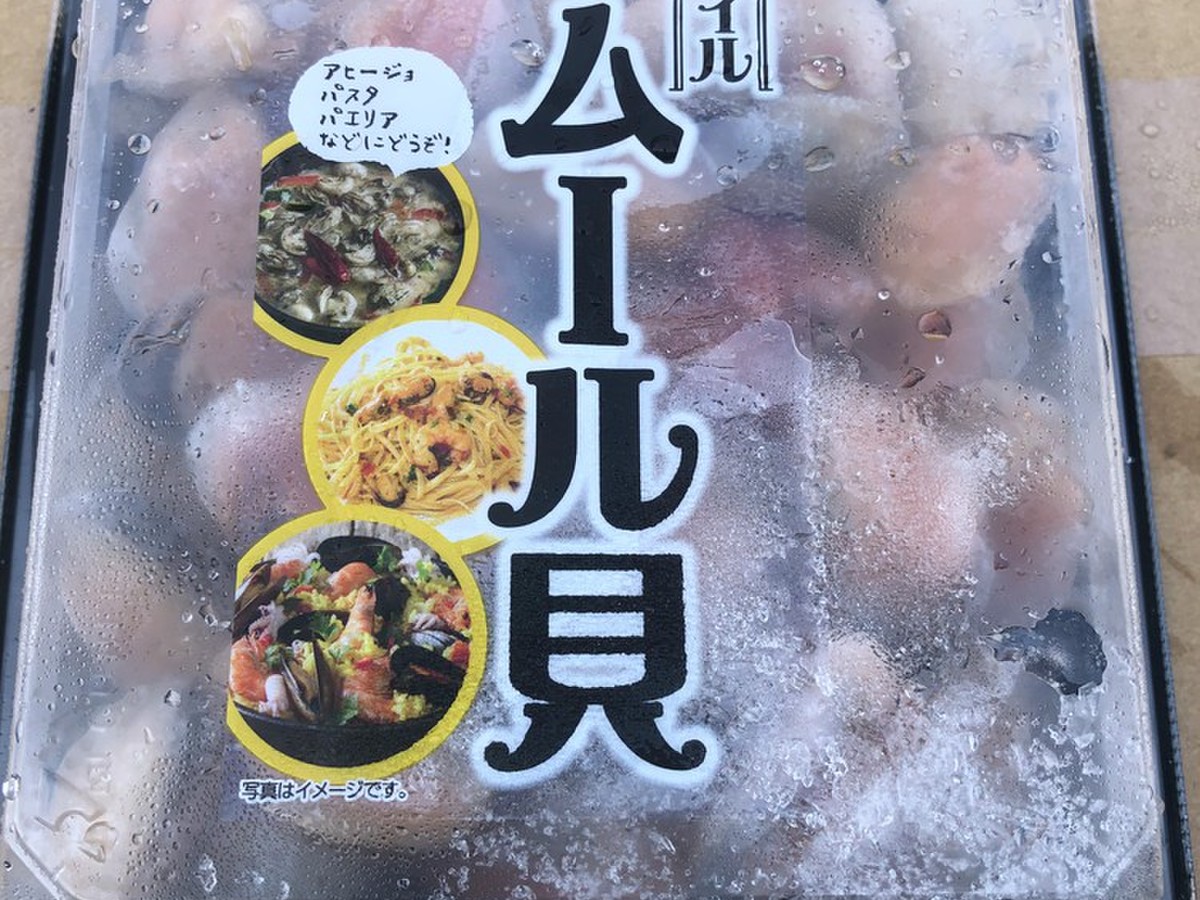 イル
ムール貝
アヒージョ
パスタ
パエリア
などにどうぞ!
写真はイメージです。